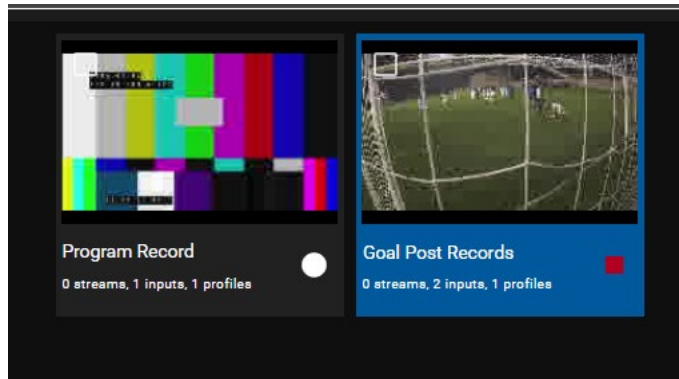 Program Record
0 streams, 1 inputs, 1 profiles
Goal Post Records
0 streams, 2 inputs, 1 profiles